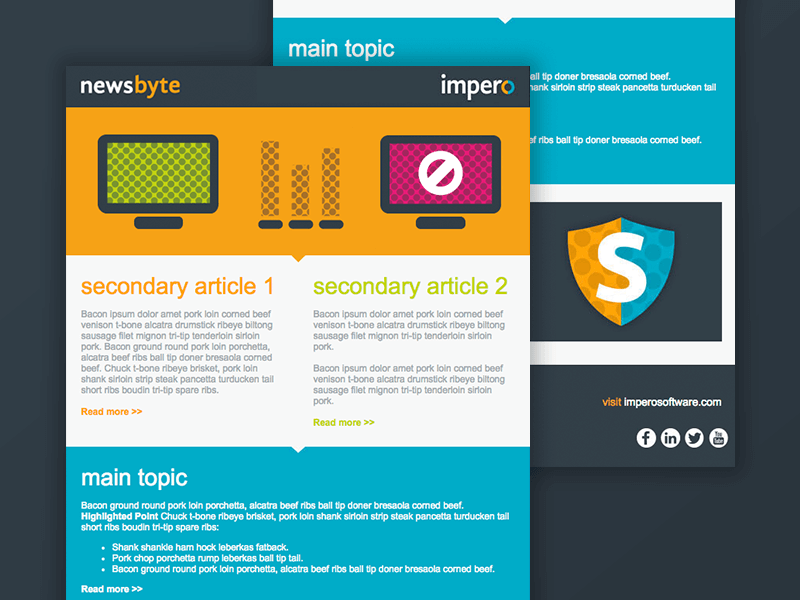 newsbyte
impero
secondary article 1
Bacon ipsum dolor amet pork loin corned beef
venison t-bone alcatra drumstick ribeye biltong
sausage filet mignon tri-tip tenderloin sirloin
pork. Bacon ground round pork loin porchetta,
alcatra beef ribs ball tip doner bresaola corned
beef. Chuck t-bone ribeye brisket, pork loin
shank sirloin strip steak pancetta turducken tail
short ribs boudin tri-tip spare ribs.
Read more >>
secondary article 2
Bacon ipsum dolor amet pork loin corned beef
venison t-bone alcatra drumstick ribeye biltong
sausage filet mignon tri-tip tenderloin sirloin
pork.
Bacon ipsum dolor amet pork loin corned beef
venison t-bone alcatra drumstick ribeye biltong
sausage filet mignon tri-tip tenderloin sirloin
pork.
Read more >>
main topic
Bacon ground round pork loin porchetta, alcatra beef ribs ball tip doner bresaola corned beef.
Highlighted Point Chuck t-bone ribeye brisket, pork loin shank sirloin strip steak pancetta turducken tail
short ribs boudin tri-tip spare ribs:
• Shank shankle ham hock leberkas fatback.
• Pork chop porchetta rump leberkas ball tip tail.
• Bacon ground round pork loin porchetta, alcatra beef ribs ball tip doner bresaola corned beef.
Read more >>
main topic
all tip doner bresaola corned beef.
hank sirloin strip steak pancetta turducken tail
ef ribs ball tip doner bresaola corned beef.
S
visit imperosoftware.com
f in You Tube